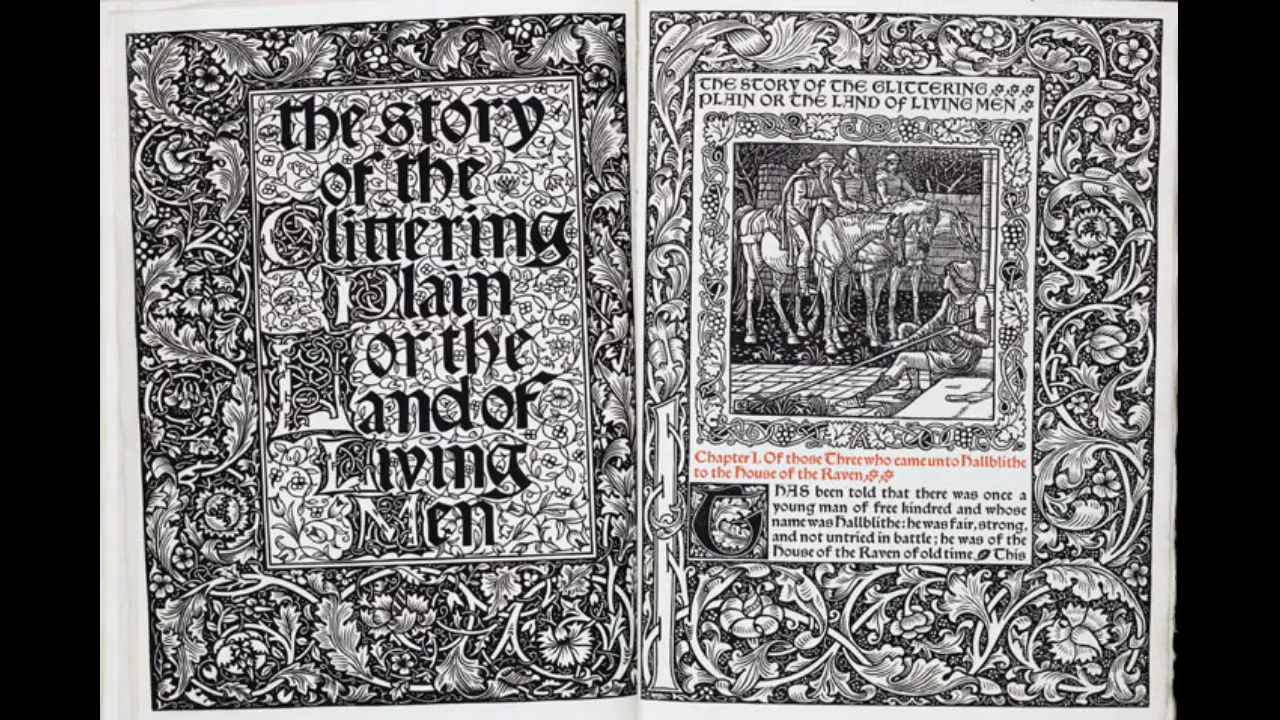 the story
of the
Glittering
Plain
or the
Land of
Living
Men
THE STORY OF THE GLITTERING
PLAIN OR THE LAND OF LIVING MEN
Chapter I. Of those Three who came unto Hallblithe
to the House of the Raven.
IT HAS been told that there was once a
young man of free kindred and whose
name was Hallblithe: he was fair, strong,
and not untried in battle; he was of the
House of the Raven of old time. This